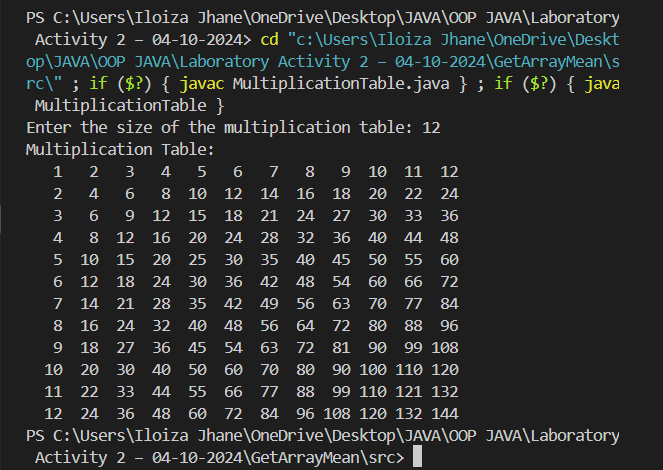 PS C:\Users\Iloiza Jhane\OneDrive\Desktop\JAVA\OOP JAVA\Laboratory
 Activity 2 – 04-10-2024> cd "c:\Users\Iloiza Jhane\OneDrive\Deskt
op\JAVA\OOP JAVA\Laboratory Activity 2 – 04-10-2024\GetArrayMean\s
rc\" ; if ($?) { javac MultiplicationTable.java } ; if ($?) { java
 MultiplicationTable }
Enter the size of the multiplication table: 12
Multiplication Table:
   1   2   3   4   5   6   7   8   9  10  11  12
   2   4   6   8  10  12  14  16  18  20  22  24
   3   6   9  12  15  18  21  24  27  30  33  36
   4   8  12  16  20  24  28  32  36  40  44  48
   5  10  15  20  25  30  35  40  45  50  55  60
   6  12  18  24  30  36  42  48  54  60  66  72
   7  14  21  28  35  42  49  56  63  70  77  84
   8  16  24  32  40  48  56  64  72  80  88  96
   9  18  27  36  45  54  63  72  81  90  99 108
  10  20  30  40  50  60  70  80  90 100 110 120
  11  22  33  44  55  66  77  88  99 110 121 132
  12  24  36  48  60  72  84  96 108 120 132 144
PS C:\Users\Iloiza Jhane\OneDrive\Desktop\JAVA\OOP JAVA\Laboratory
 Activity 2 – 04-10-2024\GetArrayMean\src>